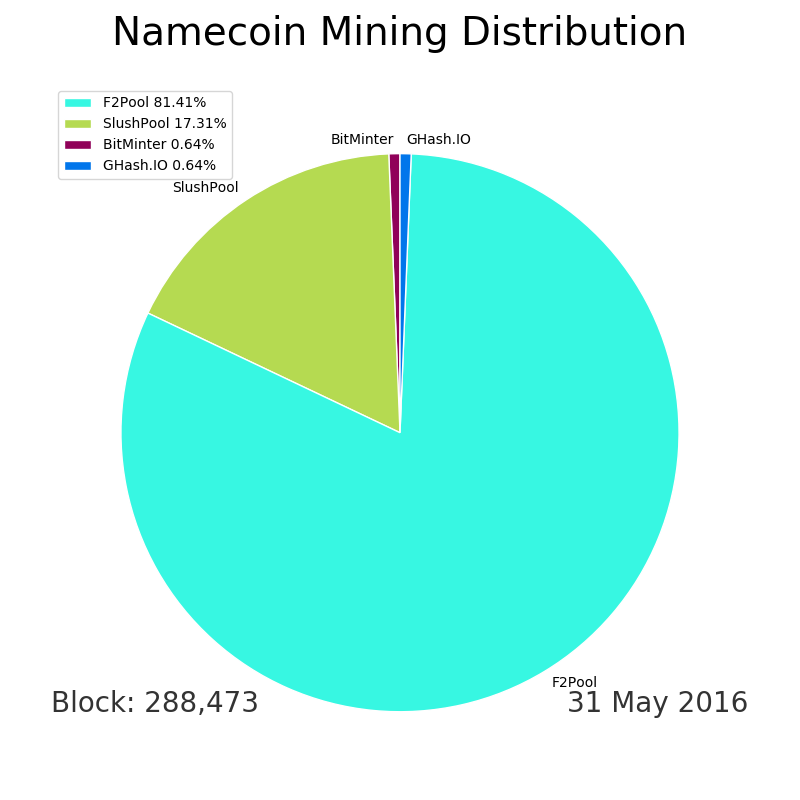 Namecoin Mining Distribution
F2Pool 81.41%
SlushPool 17.31%
BitMinter 0.64%
GHash.IO 0.64%
BitMinter
GHash.IO
SlushPool
F2Pool
Block: 288,473
31 May 2016